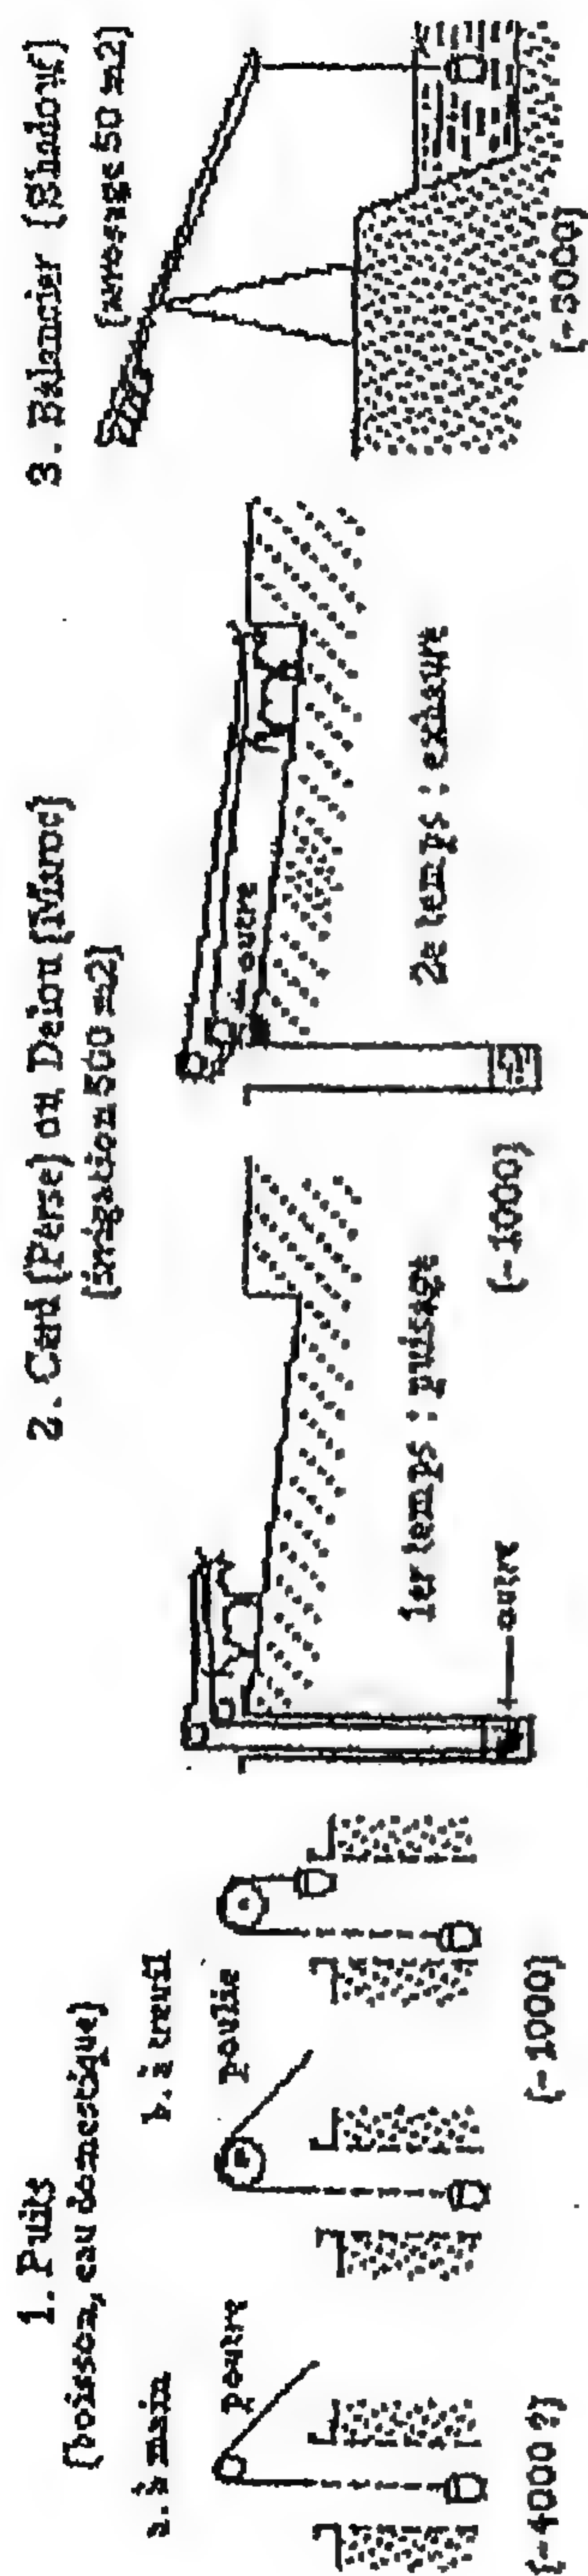 1. Puits
(boisson, eau domestique)
a. à main
poutre
(-4000 ?)
b. à treuil
poulie
(-1000)
2. Cerd (Perse) ou Delou (Maroc)
(irrigation 500 m2)
1er temps : puisage
outre
(-1000)
2e temps : exhaure
outre
3. Balancier (Shadouf)
(arrosage 50 m2)
(-3000)